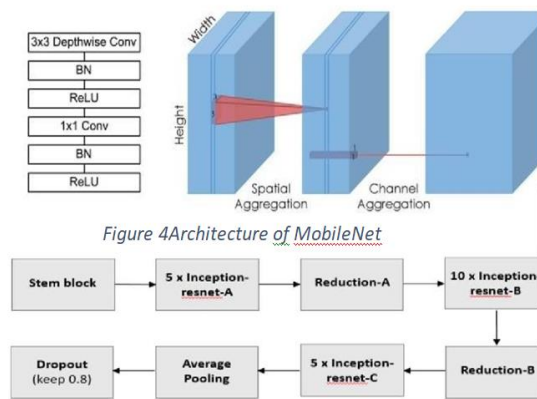 3x3 Depthwise Conv
BN
ReLU
1x1 Conv
BN
ReLU
Width
Height
Spatial
Aggregation
Channel
Aggregation
Figure 4Architecture of MobileNet
Stem block
5 x Inception-
resnet-A
Reduction-A
10 x Inception
resnet-B
Dropout
(keep 0.8)
Average
Pooling
5 x Inception-
resnet-C
Reduction-B